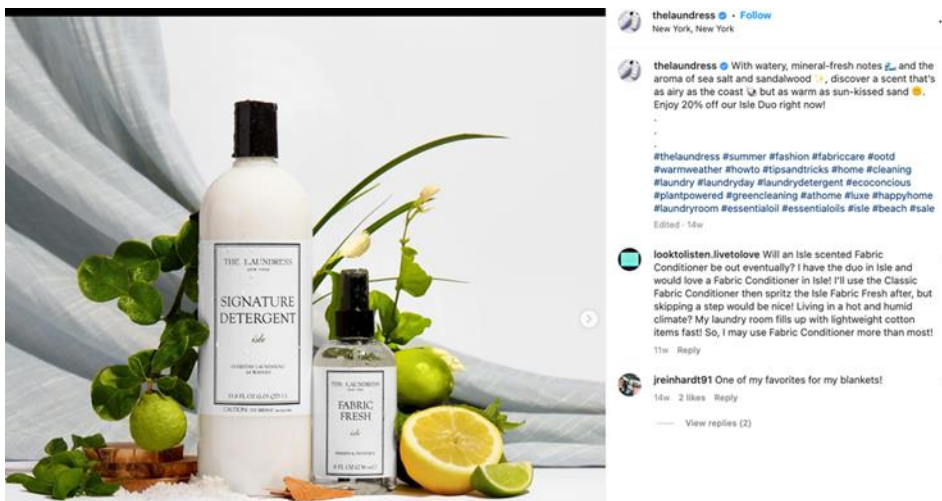 thelaundress • Follow
New York, New York
thelaundress With watery, mineral-fresh notes 🌊 and the
aroma of sea salt and sandalwood ✨, discover a scent that's
as airy as the coast 🐚 but as warm as sun-kissed sand 🌞.
Enjoy 20% off our Isle Duo right now!
.
.
.
#thelaundress #summer #fashion #fabriccare #ootd
#warmweather #howto #tipsandtricks #home #cleaning
#laundry #laundryday #laundrydetergent #ecoconcious
#plantpowered #greencleaning #athome #luxe #happyhome
#laundryroom #essentialoil #essentialoils #isle #beach #sale
Edited · 14w
looktolisten.livetolove Will an Isle scented Fabric
Conditioner be out eventually? I have the duo in Isle and
would love a Fabric Conditioner in Isle! I'll use the Classic
Fabric Conditioner then spritz the Isle Fabric Fresh after, but
skipping a step would be nice! Living in a hot and humid
climate? My laundry room fills up with lightweight cotton
items fast! So, I may use Fabric Conditioner more than most!
11w Reply
jreinhardt91 One of my favorites for my blankets!
14w 2 likes Reply
View replies (2)
THE LAUNDRESS
SIGNATURE
DETERGENT
isle
CAUTION:
THE LAUNDRESS
FABRIC
FRESH
isle